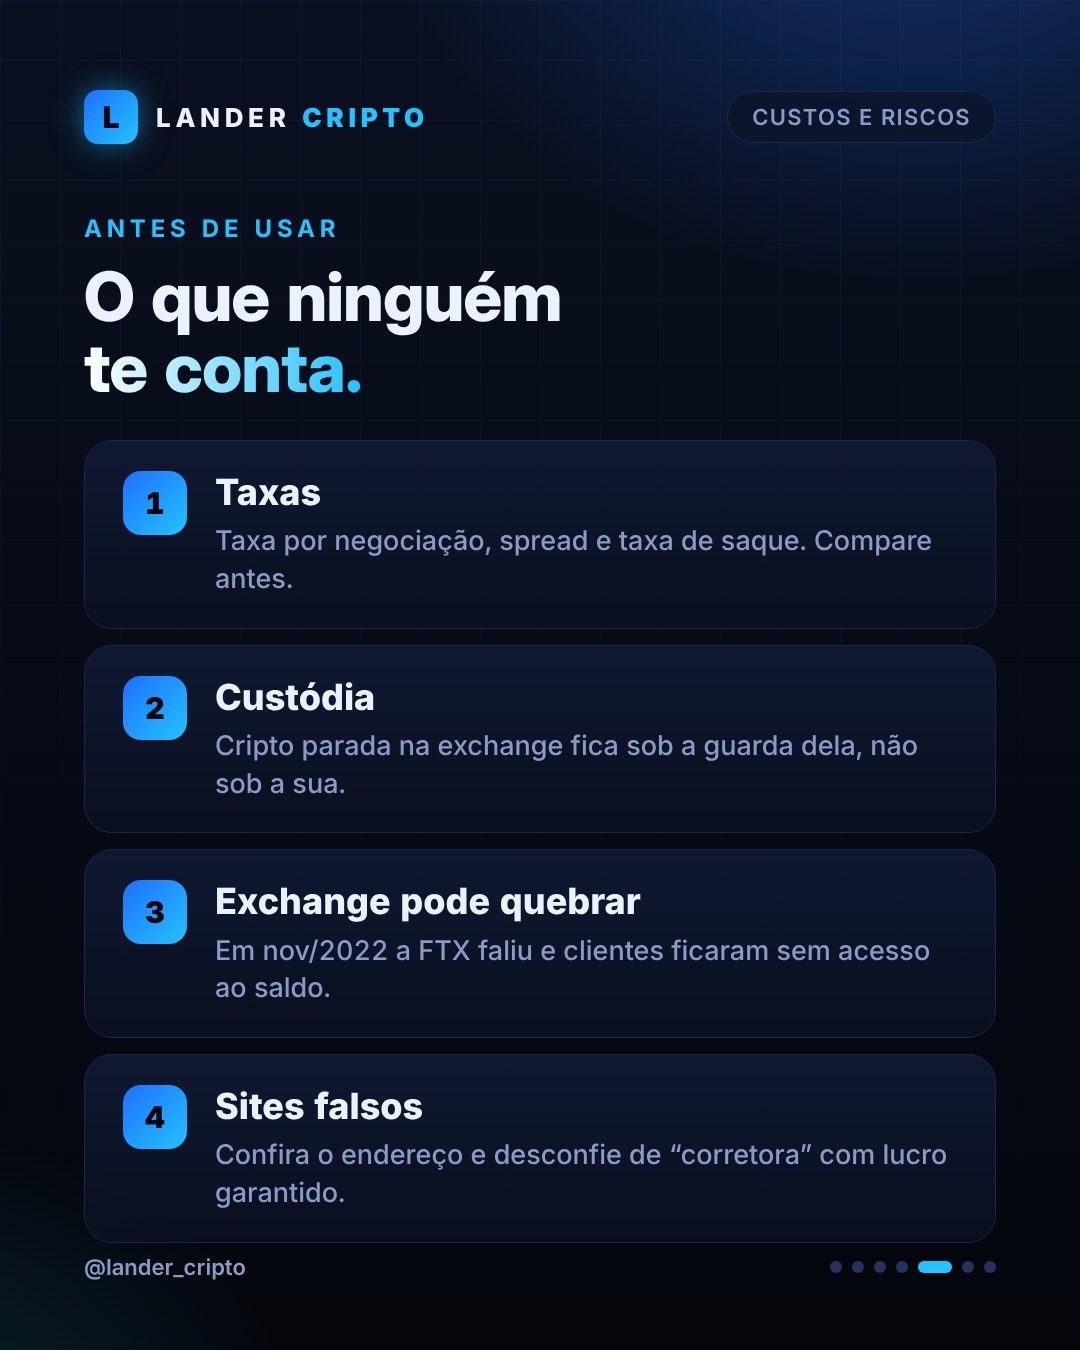 L LANDER CRIPTO
CUSTOS E RISCOS
ANTES DE USAR
O que ninguém
te conta.
1 Taxas
Taxa por negociação, spread e taxa de saque. Compare
antes.
2 Custódia
Cripto parada na exchange fica sob a guarda dela, não
sob a sua.
3 Exchange pode quebrar
Em nov/2022 a FTX faliu e clientes ficaram sem acesso
ao saldo.
4 Sites falsos
Confira o endereço e desconfie de “corretora” com lucro
garantido.
@lander_cripto